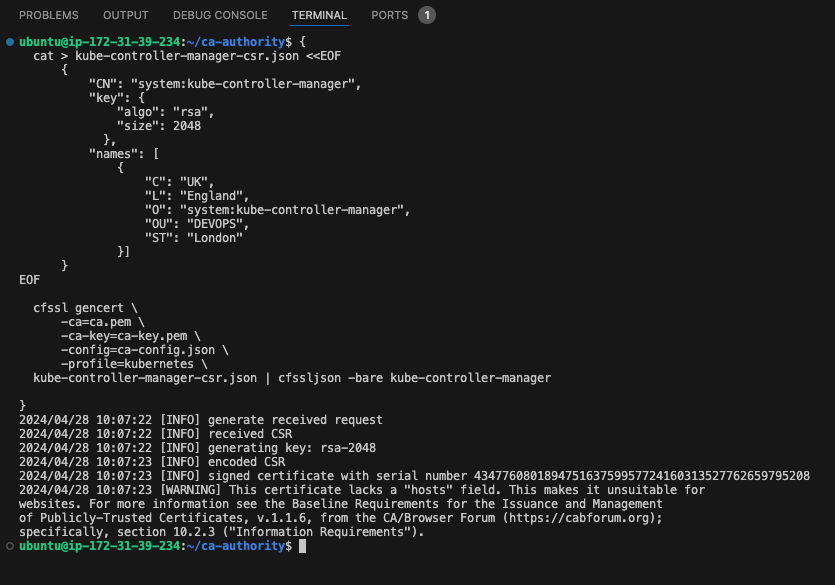 PROBLEMS OUTPUT DEBUG CONSOLE TERMINAL PORTS 1
ubuntu@ip-172-31-39-234:~/ca-authority$ {
  cat > kube-controller-manager-csr.json <<EOF
      {
          "CN": "system:kube-controller-manager",
          "key": {
              "algo": "rsa",
              "size": 2048
            },
          "names": [
              {
                  "C": "UK",
                  "L": "England",
                  "O": "system:kube-controller-manager",
                  "OU": "DEVOPS",
                  "ST": "London"
              }]
      }
EOF

  cfssl gencert \
      -ca=ca.pem \
      -ca-key=ca-key.pem \
      -config=ca-config.json \
      -profile=kubernetes \
  kube-controller-manager-csr.json | cfssljson -bare kube-controller-manager

}
2024/04/28 10:07:22 [INFO] generate received request
2024/04/28 10:07:22 [INFO] received CSR
2024/04/28 10:07:22 [INFO] generating key: rsa-2048
2024/04/28 10:07:23 [INFO] encoded CSR
2024/04/28 10:07:23 [INFO] signed certificate with serial number 434776080189475163759957724160313527762659795208
2024/04/28 10:07:23 [WARNING] This certificate lacks a "hosts" field. This makes it unsuitable for
websites. For more information see the Baseline Requirements for the Issuance and Management
of Publicly-Trusted Certificates, v.1.1.6, from the CA/Browser Forum (https://cabforum.org);
specifically, section 10.2.3 ("Information Requirements").
ubuntu@ip-172-31-39-234:~/ca-authority$